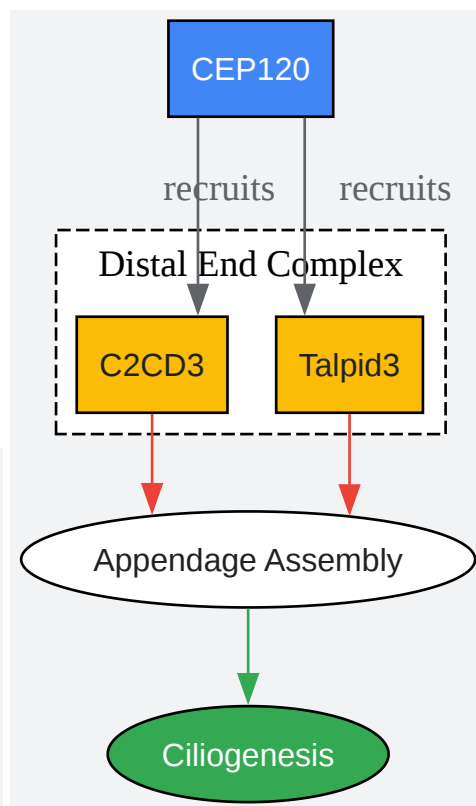 CEP120
recruits
recruits
Distal End Complex
C2CD3
Talpid3
Appendage Assembly
Ciliogenesis